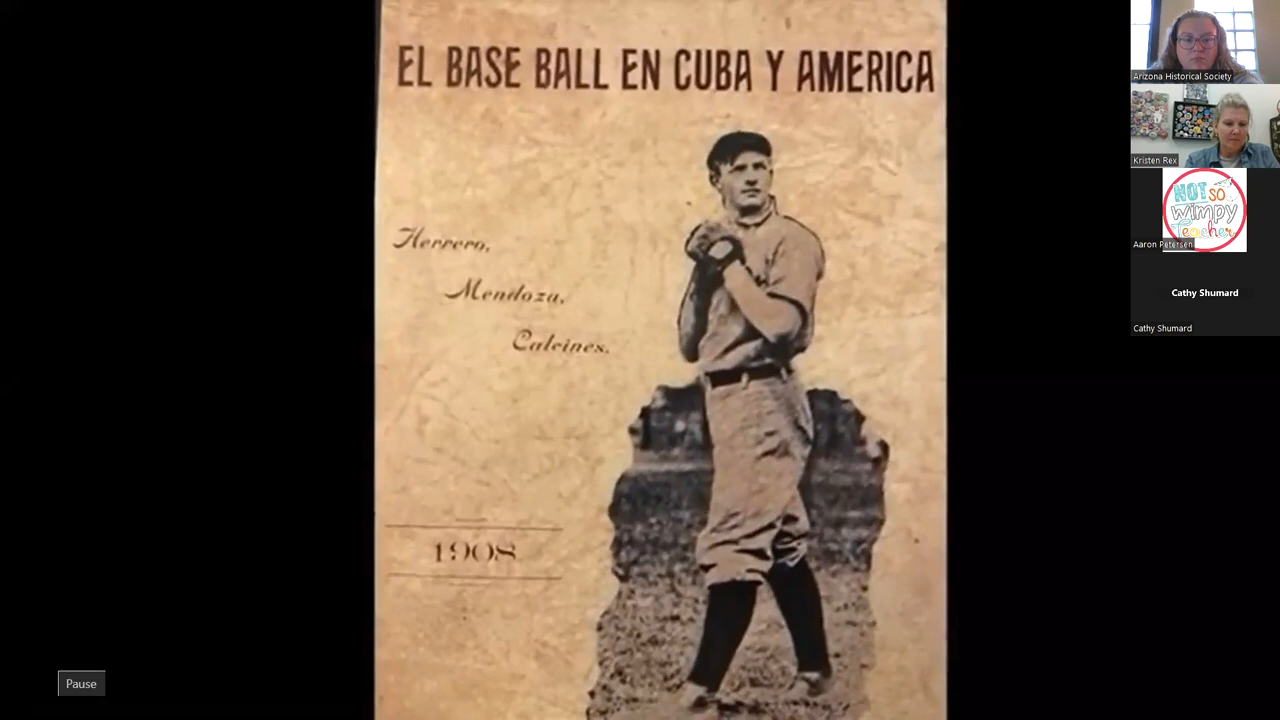 EL BASE BALL EN CUBA Y AMERICA
Herrero,
Mendoza,
Calcines.
1908
Pause
Arizona Historical Society
Kristen Rex
NOT SO
wimpy
Teacher
Aaron Petersen
Cathy Shumard
Cathy Shumard